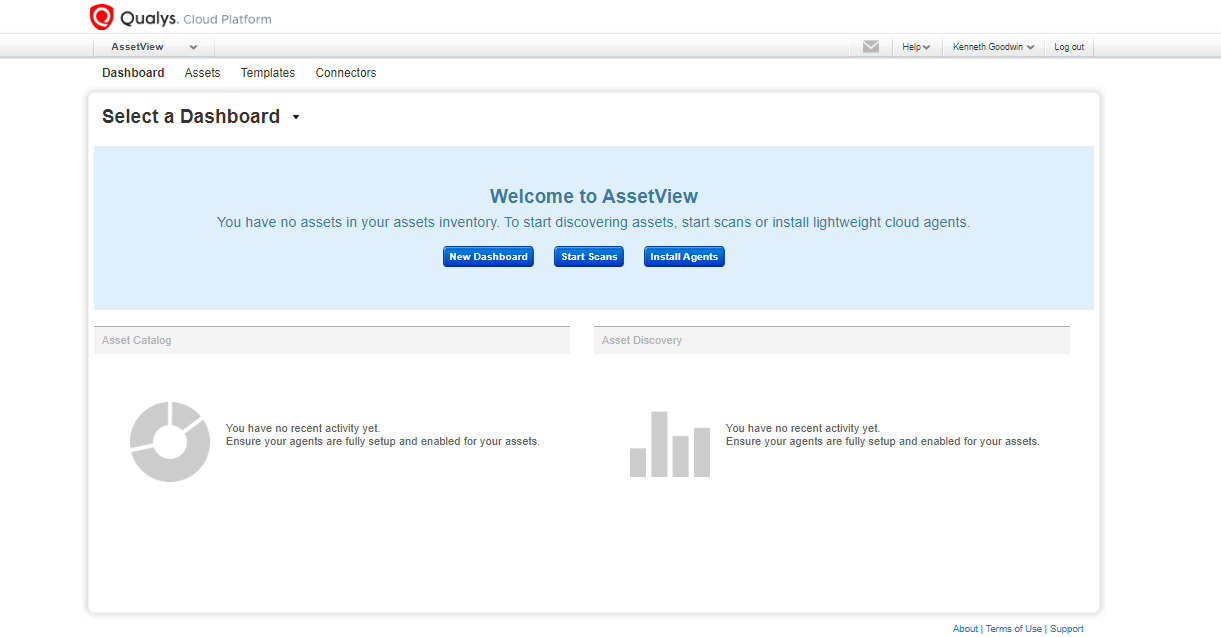 Qualys. Cloud Platform
AssetView
Help
Kenneth Goodwin
Log out
Dashboard Assets Templates Connectors
Select a Dashboard
Welcome to AssetView
You have no assets in your assets inventory. To start discovering assets, start scans or install lightweight cloud agents.
New Dashboard Start Scans Install Agents
Asset Catalog
You have no recent activity yet.
Ensure your agents are fully setup and enabled for your assets.
Asset Discovery
You have no recent activity yet.
Ensure your agents are fully setup and enabled for your assets.
About | Terms of Use | Support